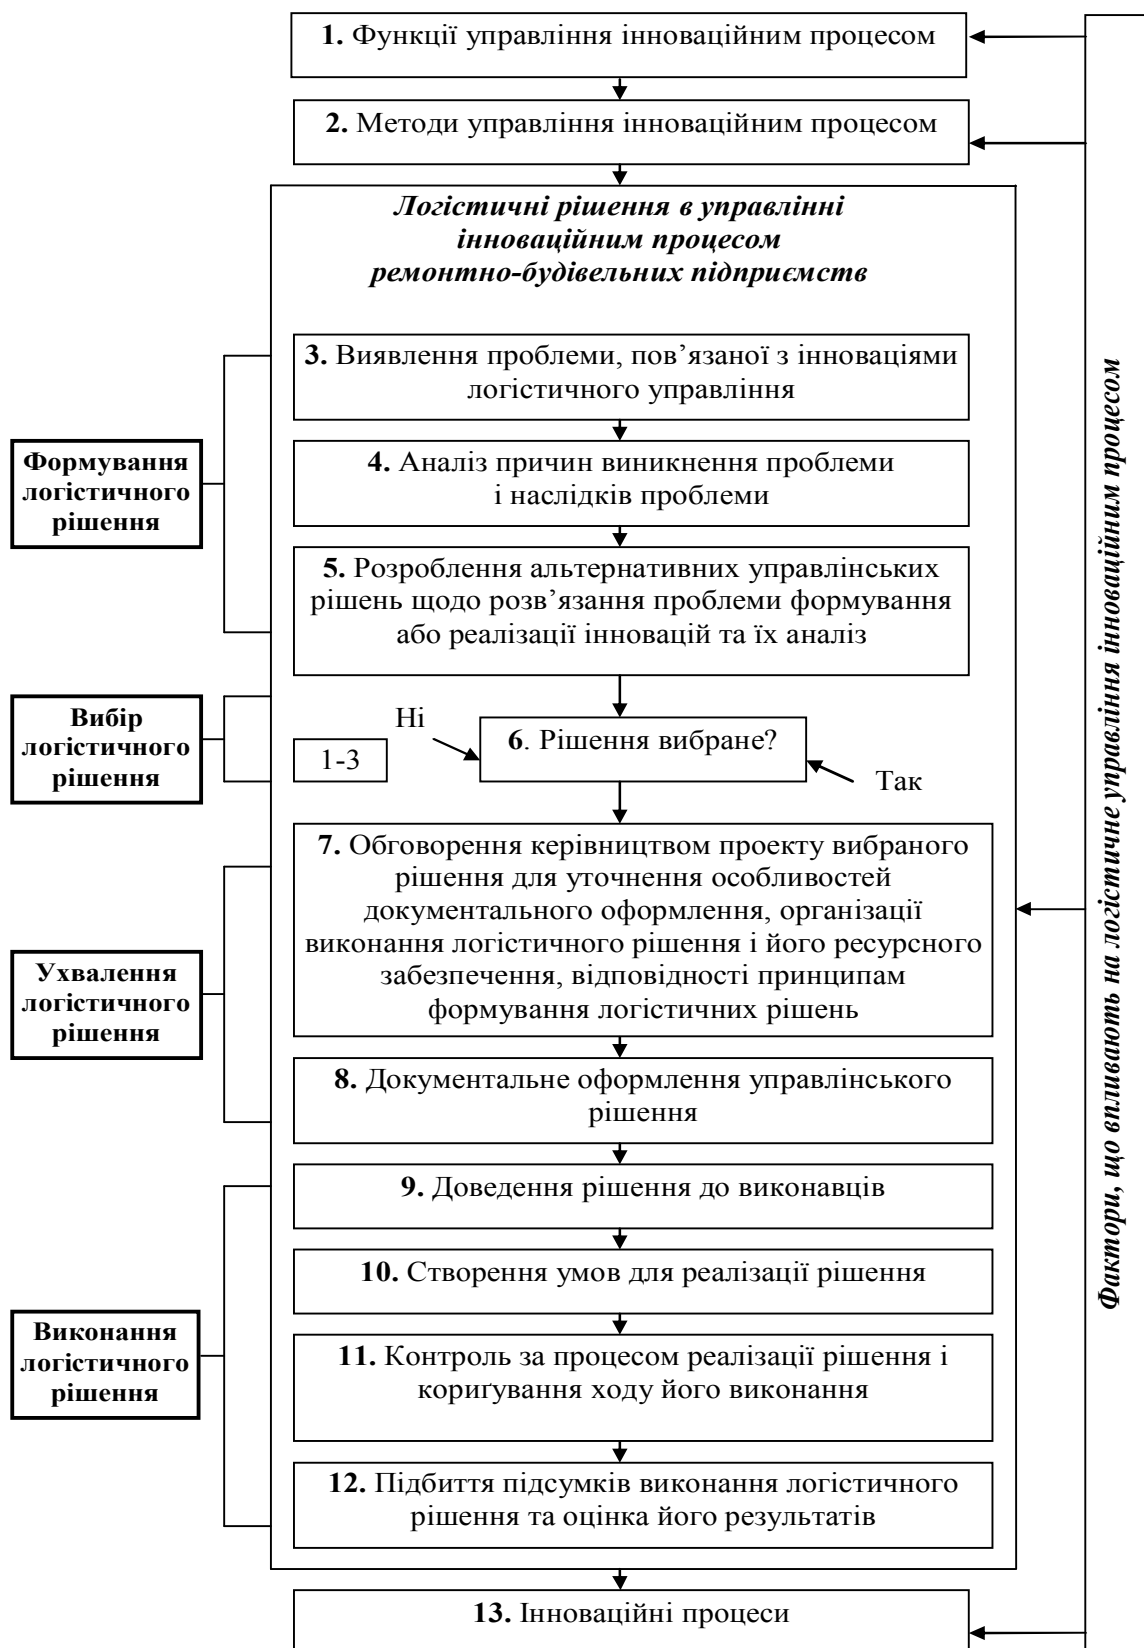 1. Функції управління інноваційним процесом
2. Методи управління інноваційним процесом
Логістичні рішення в управлінні
інноваційним процесом
ремонтно-будівельних підприємств
Формування
логістичного
рішення
3. Виявлення проблеми, пов’язаної з інноваціями
логістичного управління
4. Аналіз причин виникнення проблеми
і наслідків проблеми
5. Розроблення альтернативних управлінських
рішень щодо розв’язання проблеми формування
або реалізації інновацій та їх аналіз
Вибір
логістичного
рішення
Ні
1-3
6. Рішення вибране?
Так
Ухвалення
логістичного
рішення
7. Обговорення керівництвом проекту вибраного
рішення для уточнення особливостей
документального оформлення, організації
виконання логістичного рішення і його ресурсного
забезпечення, відповідності принципам
формування логістичних рішень
8. Документальне оформлення управлінського
рішення
Виконання
логістичного
рішення
9. Доведення рішення до виконавців
10. Створення умов для реалізації рішення
11. Контроль за процесом реалізації рішення і
кориґування ходу його виконання
12. Підбиття підсумків виконання логістичного
рішення та оцінка його результатів
13. Інноваційні процеси
Фактори, що впливають на логістичне управління інноваційним процесом